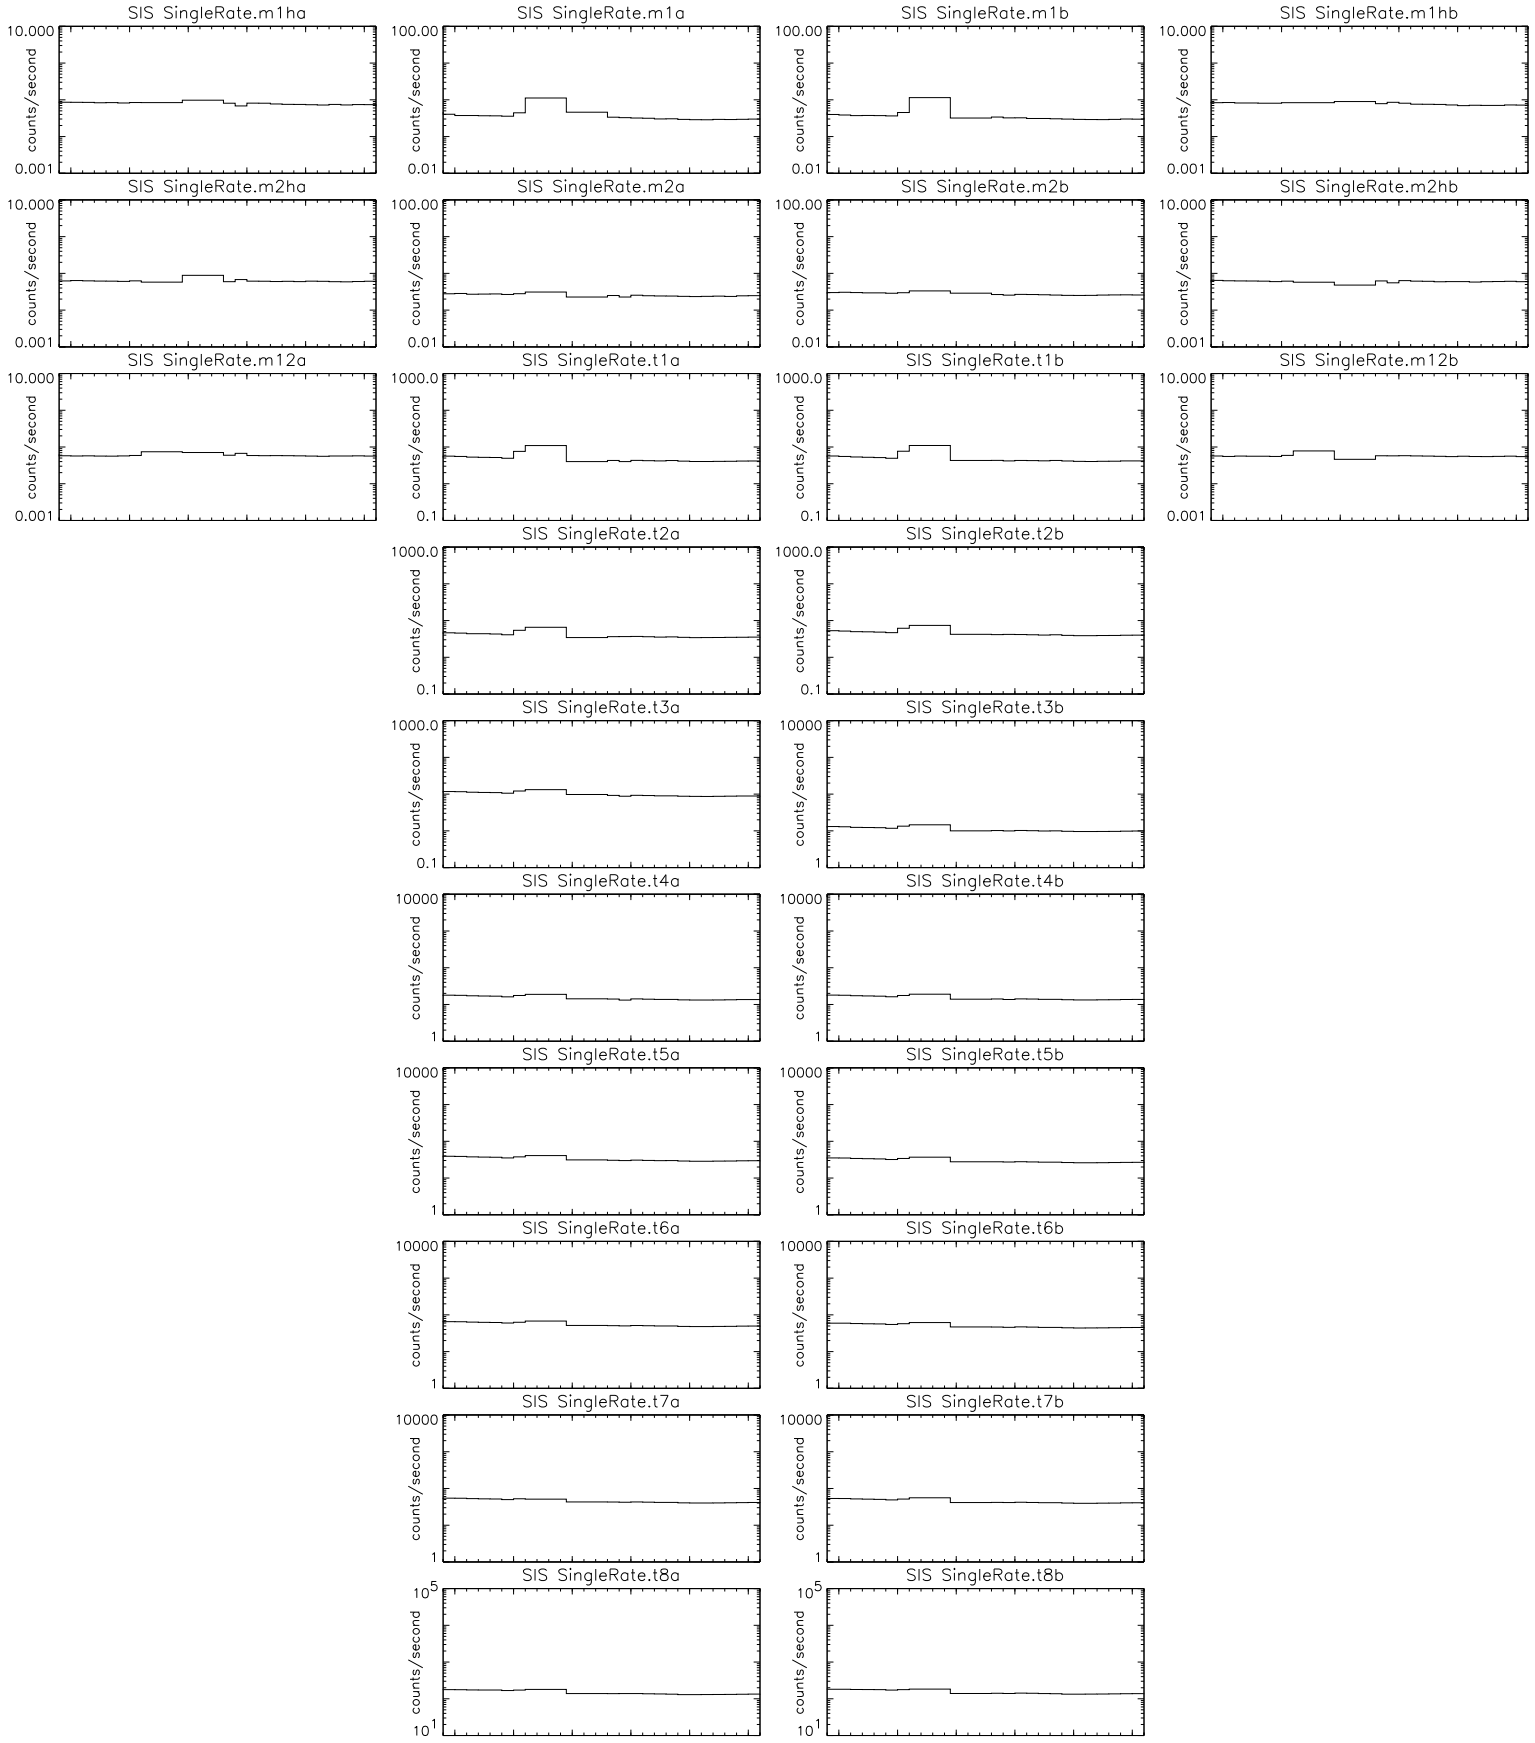 SIS SingleRate.m1ha
10.000
counts/second
0.001
SIS SingleRate.m1a
100.00
counts/second
0.01
SIS SingleRate.m1b
100.00
counts/second
0.01
SIS SingleRate.m1hb
10.000
counts/second
0.001
SIS SingleRate.m2ha
10.000
counts/second
0.001
SIS SingleRate.m2a
100.00
counts/second
0.01
SIS SingleRate.m2b
100.00
counts/second
0.01
SIS SingleRate.m2hb
10.000
counts/second
0.001
SIS SingleRate.m12a
10.000
counts/second
0.001
SIS SingleRate.t1a
1000.0
counts/second
0.1
SIS SingleRate.t1b
1000.0
counts/second
0.1
SIS SingleRate.m12b
10.000
counts/second
0.001
SIS SingleRate.t2a
1000.0
counts/second
0.1
SIS SingleRate.t2b
1000.0
counts/second
0.1
SIS SingleRate.t3a
1000.0
counts/second
0.1
SIS SingleRate.t3b
10000
counts/second
1
SIS SingleRate.t4a
10000
counts/second
1
SIS SingleRate.t4b
10000
counts/second
1
SIS SingleRate.t5a
10000
counts/second
1
SIS SingleRate.t5b
10000
counts/second
1
SIS SingleRate.t6a
10000
counts/second
1
SIS SingleRate.t6b
10000
counts/second
1
SIS SingleRate.t7a
10000
counts/second
1
SIS SingleRate.t7b
10000
counts/second
1
SIS SingleRate.t8a
10⁵
counts/second
10¹
SIS SingleRate.t8b
10⁵
counts/second
10¹